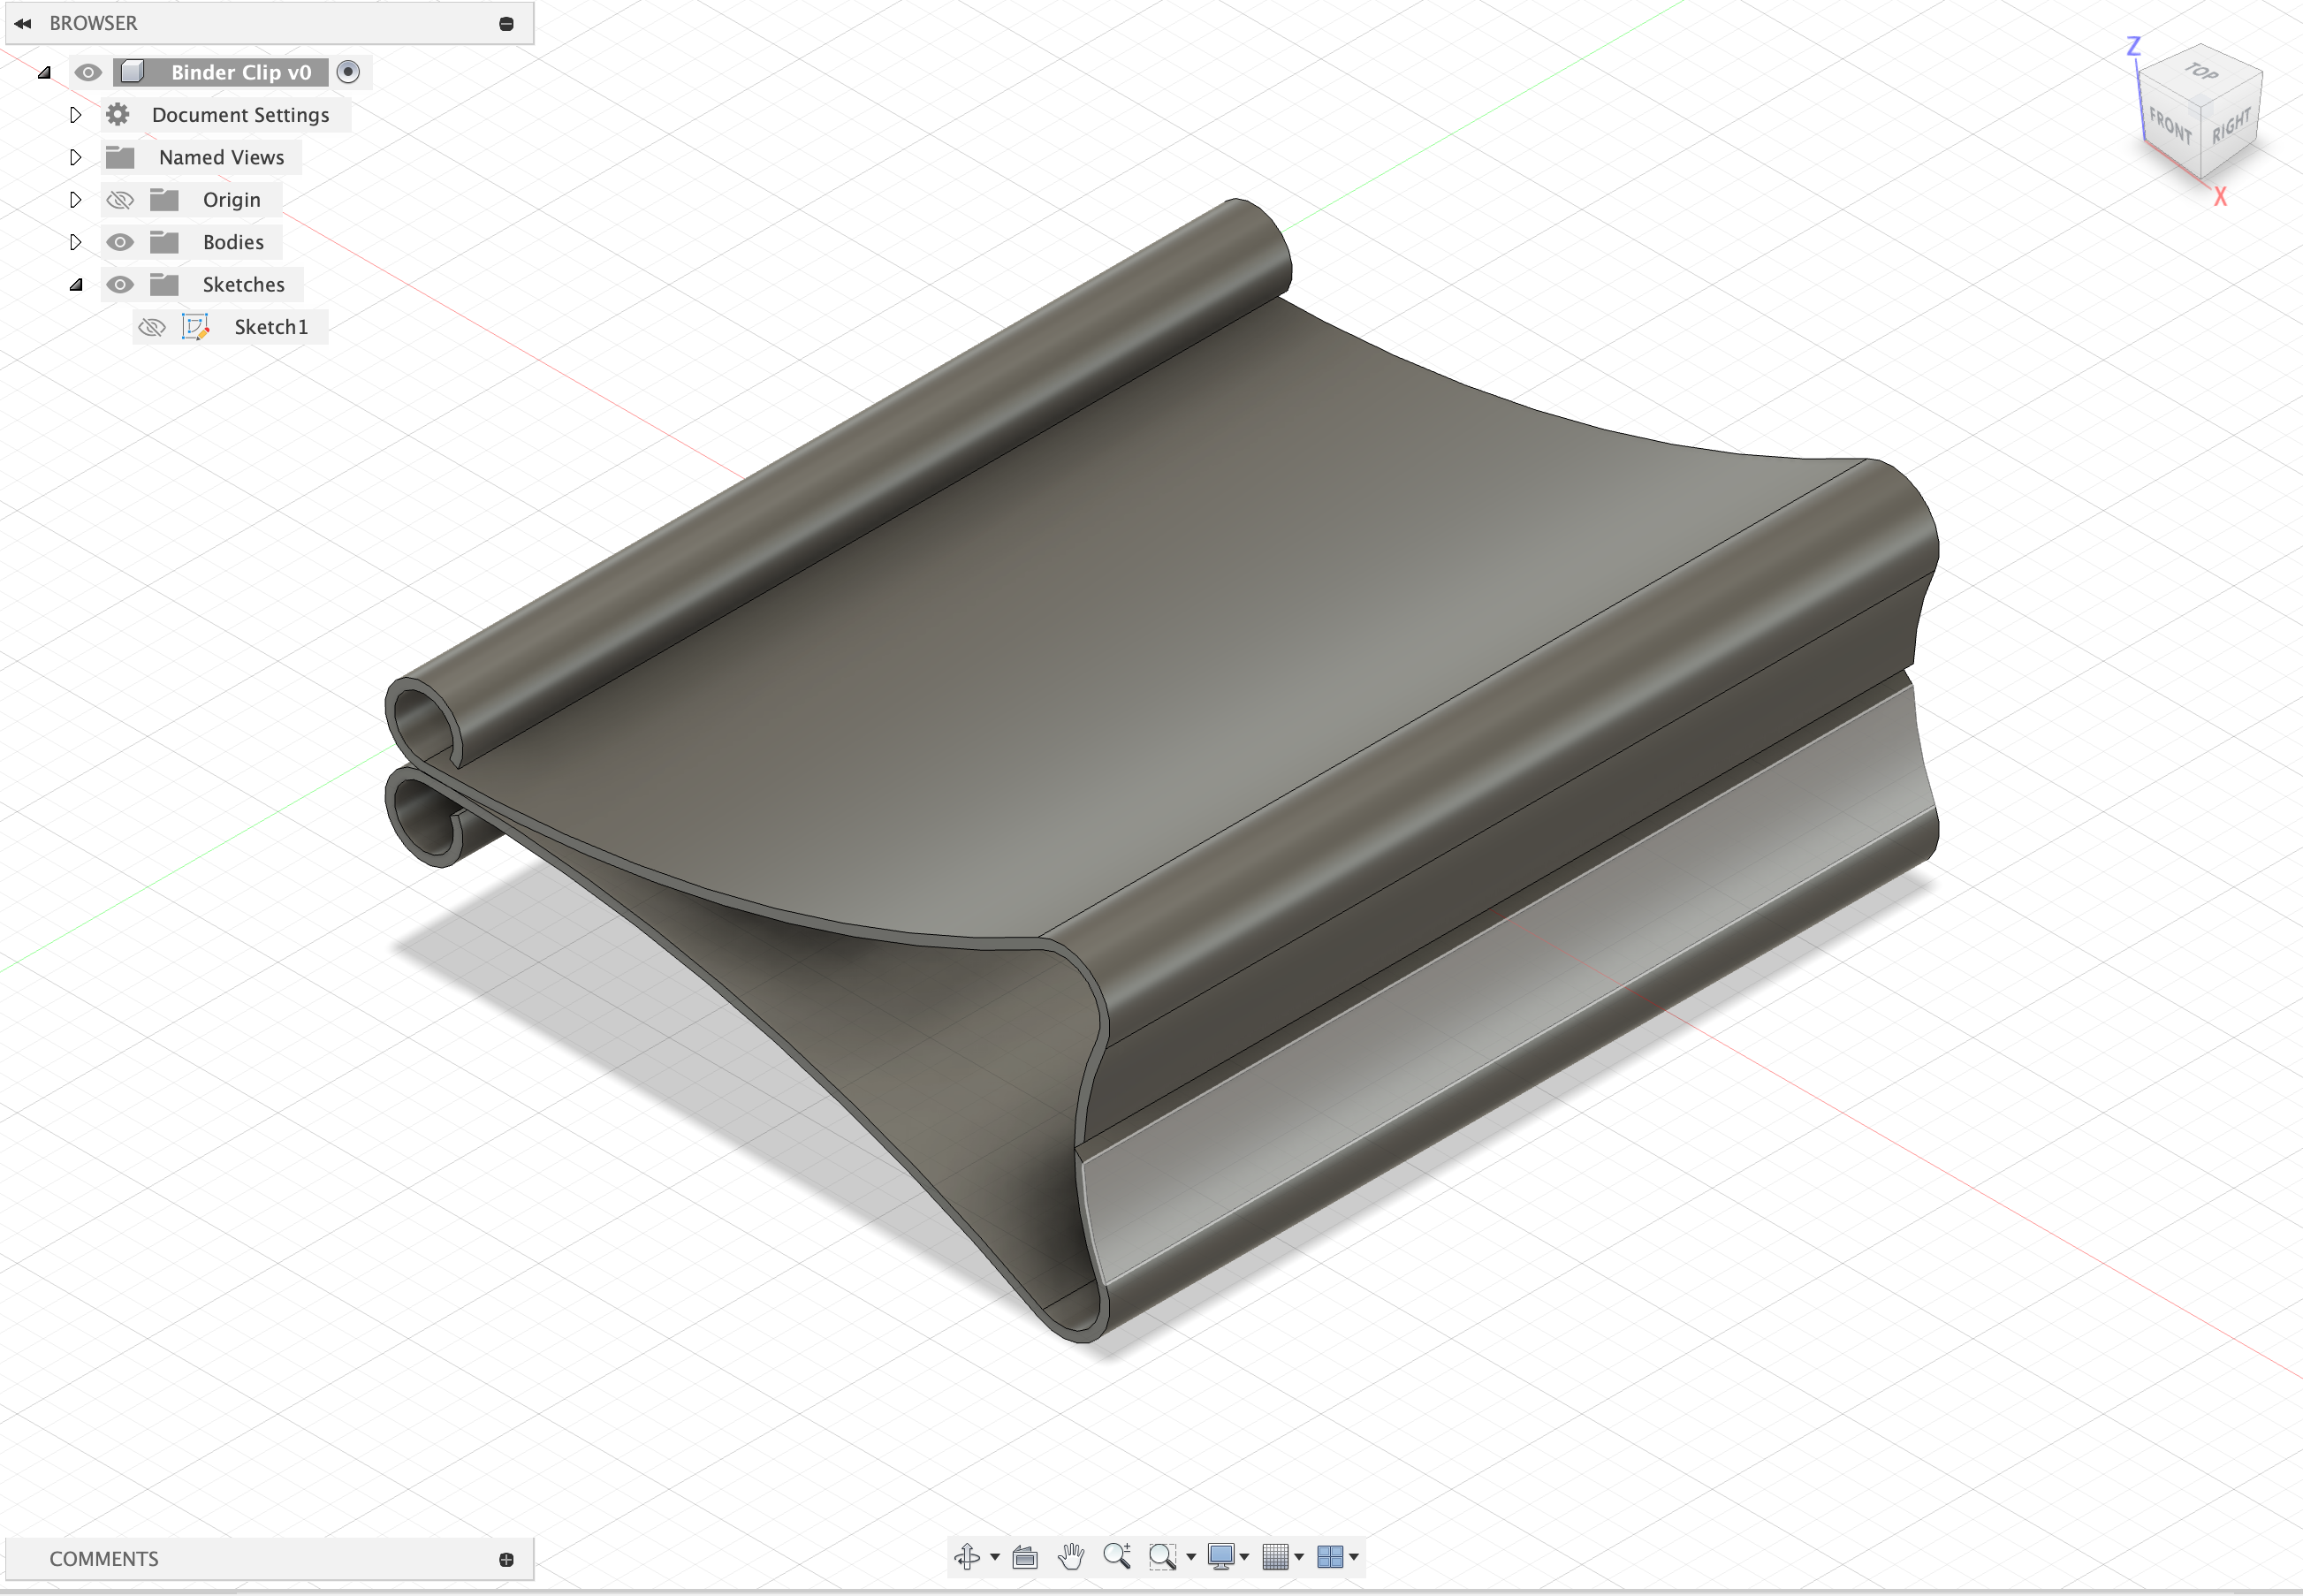 BROWSER
Binder Clip v0
Document Settings
Named Views
Origin
Bodies
Sketches
Sketch1
Z
TOP
FRONT
RIGHT
X
COMMENTS